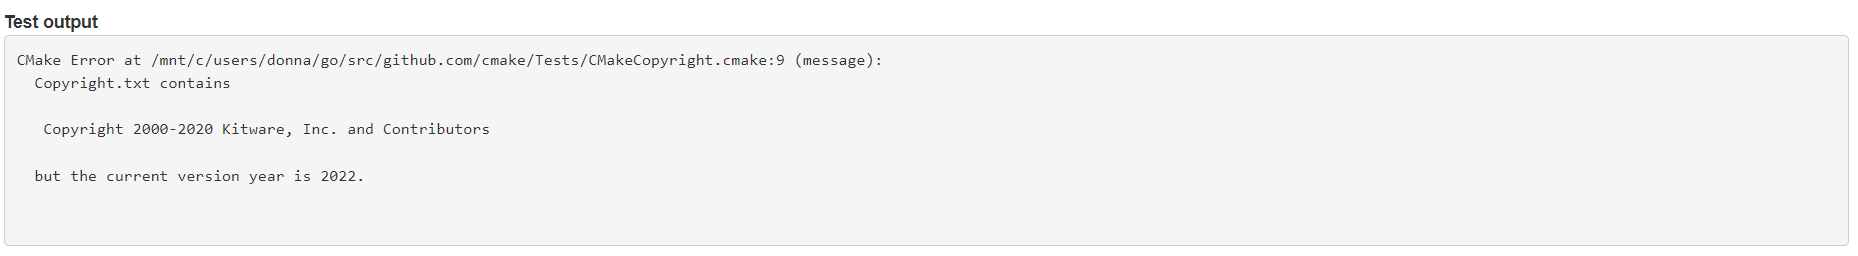 Test output
CMake Error at /mnt/c/users/donna/go/src/github.com/cmake/Tests/CMakeCopyright.cmake:9 (message):
Copyright.txt contains
Copyright 2000-2020 Kitware, Inc. and Contributors
but the current version year is 2022.